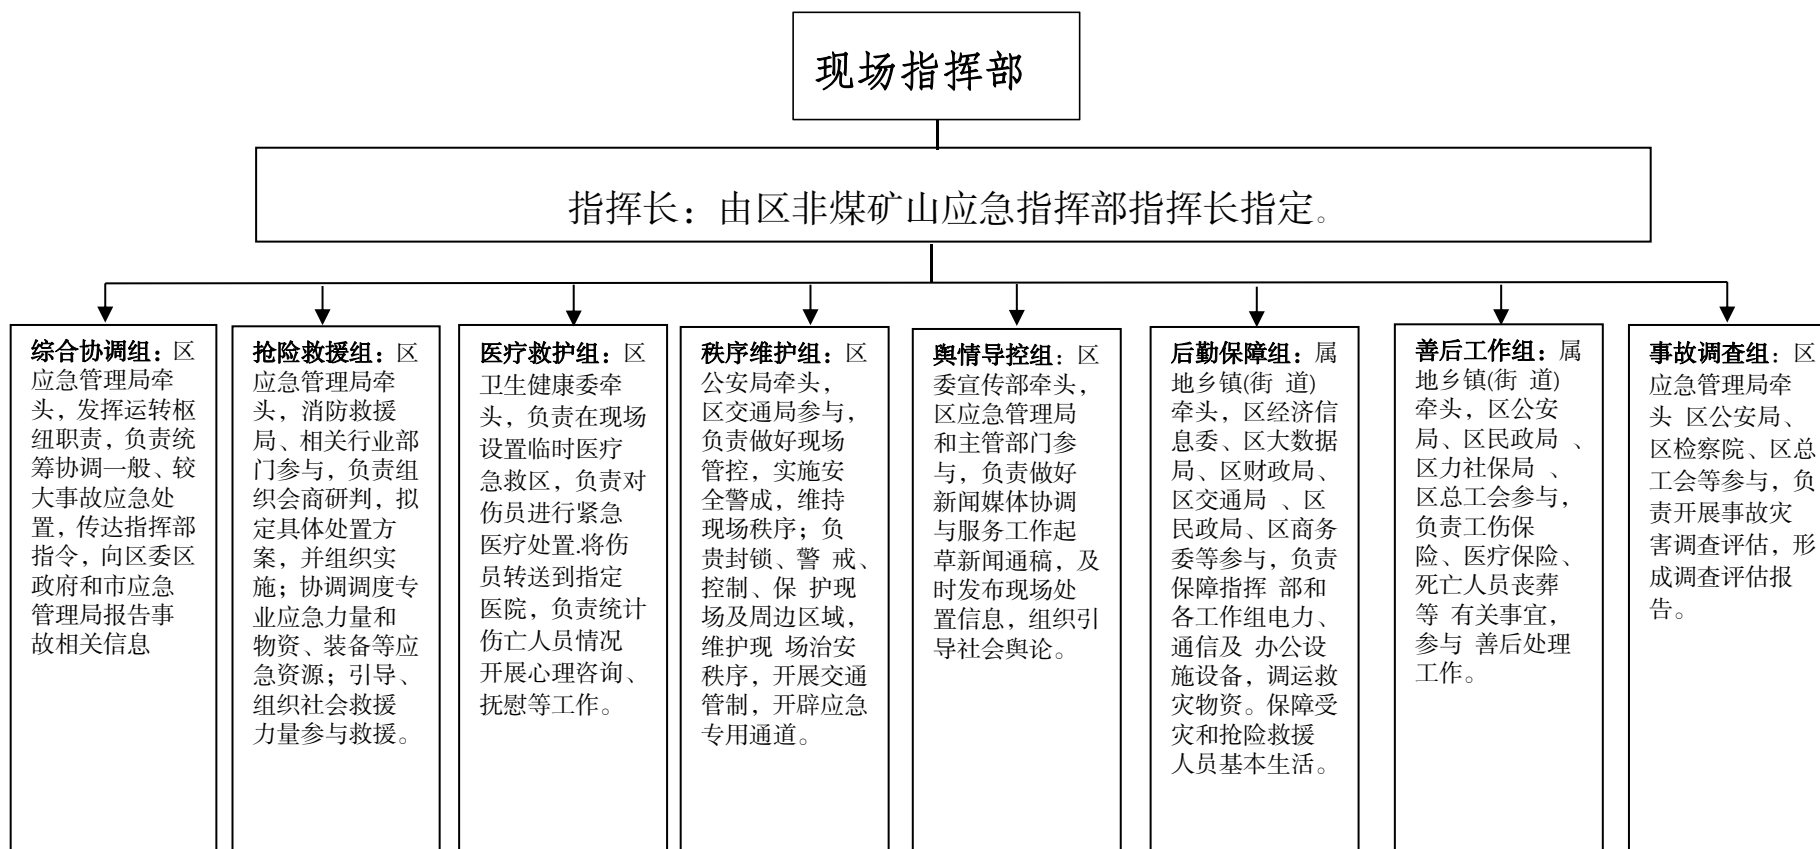 现场指挥部
指挥长：由区非煤矿山应急指挥部指挥长指定。
综合协调组：区
应急管理局牵
头，发挥运转枢
纽职责，负责统
筹协调一般、较
大事故应急处
置，传达指挥部
指令，向区委区
政府和市应急
管理局报告事
故相关信息
抢险救援组：区
应急管理局牵
头，消防救援
局、相关行业部
门参与，负责组
织会商研判，拟
定具体处置方
案，并组织实
施；协调调度专
业应急力量和
物资、装备等应
急资源；引导、
组织社会救援
力量参与救援。
医疗救护组：区
卫生健康委牵
头，负责在现场
设置临时医疗
急救区，负责对
伤员进行紧急
医疗处置.将伤
员转送到指定
医院，负责统计
伤亡人员情况
开展心理咨询、
抚慰等工作。
秩序维护组：区
公安局牵头，
区交通局参与，
负责做好现场
管控，实施安
全警成，维持
现场秩序；负
贵封锁、警 戒、
控制、保 护现
场及周边区域，
维护现 场治安
秩序，开展交通
管制，开辟应急
专用通道。
舆情导控组：区
委宣传部牵头，
区应急管理局
和主管部门参
与，负责做好
新闻媒体协调
与服务工作起
草新闻通稿，及
时发布现场处
置信息，组织引
导社会舆论。
后勤保障组：属
地乡镇(街 道)
牵头，区经济信
息委、区大数据
局、区财政局、
区交通局 、区
民政局、区商务
委等参与，负责
保障指挥 部和
各工作组电力、
通信及 办公设
施设备，调运救
灾物资。保障受
灾和抢险救援
人员基本生活。
善后工作组：属
地乡镇(街 道)
牵头，区公安
局、区民政局 、
区力社保局 、
区总工会参与，
负责工伤保
险、医疗保险、
死亡人员丧葬
等 有关事宜，
参与 善后处理
工作。
事故调查组：区
应急管理局牵
头 区公安局、
区检察院、区总
工会等参与，负
责开展事故灾
害调查评估，形
成调查评估报
告。